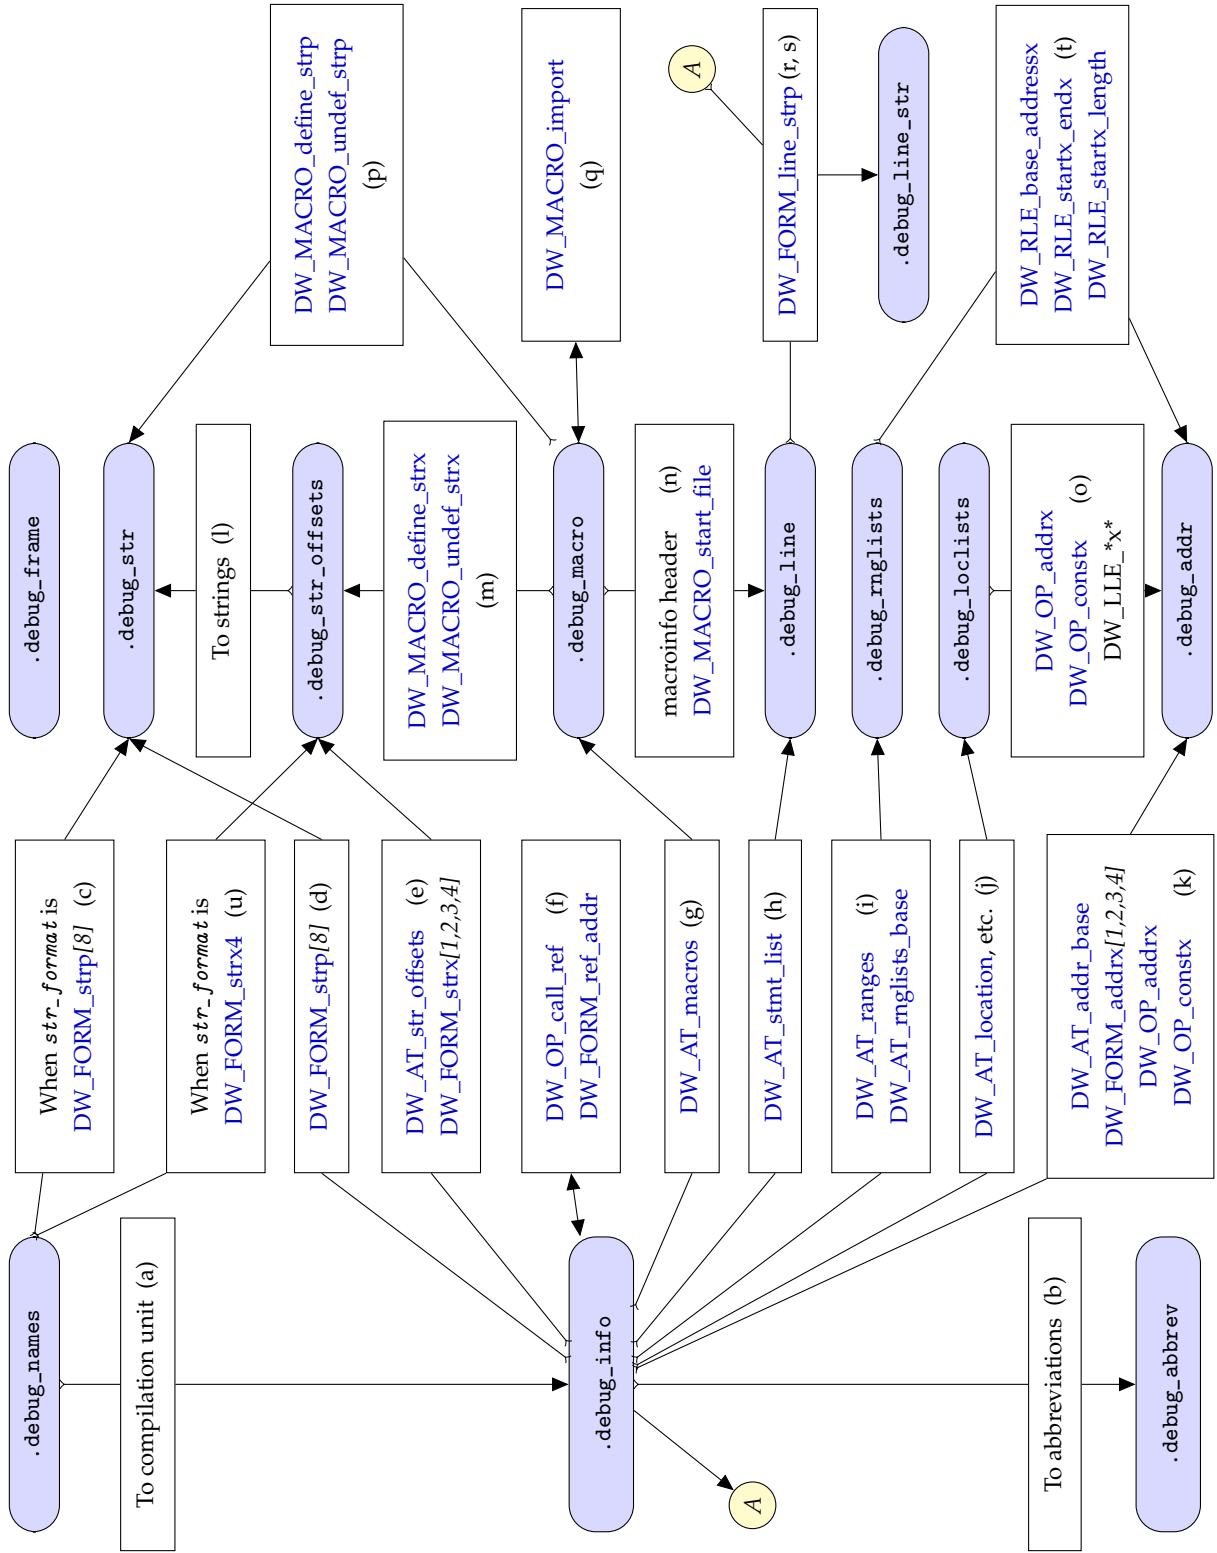 .debug_names
To compilation unit (a)
.debug_info
A
To abbreviations (b)
.debug_abbrev
When str_format is
DW_FORM_strp[8] (c)
When str_format is
DW_FORM_strx4 (u)
DW_FORM_strp[8] (d)
DW_AT_str_offsets (e)
DW_FORM_strx[1,2,3,4]
DW_OP_call_ref (f)
DW_FORM_ref_addr
DW_AT_macros (g)
DW_AT_stmt_list (h)
DW_AT_ranges (i)
DW_AT_rnglists_base
DW_AT_location, etc. (j)
DW_AT_addr_base
DW_FORM_addrx[1,2,3,4]
DW_OP_addrx
DW_OP_constx (k)
.debug_frame
.debug_str
To strings (l)
.debug_str_offsets
DW_MACRO_define_strx
DW_MACRO_undef_strx
(m)
.debug_macro
macroinfo header (n)
DW_MACRO_start_file
.debug_line
.debug_rnglists
.debug_loclists
DW_OP_addrx
DW_OP_constx (o)
DW_LLE_*x*
.debug_addr
DW_MACRO_define_strp
DW_MACRO_undef_strp
(p)
DW_MACRO_import
(q)
A
DW_FORM_line_strp (r, s)
.debug_line_str
DW_RLE_base_addressx
DW_RLE_startx_endx (t)
DW_RLE_startx_length